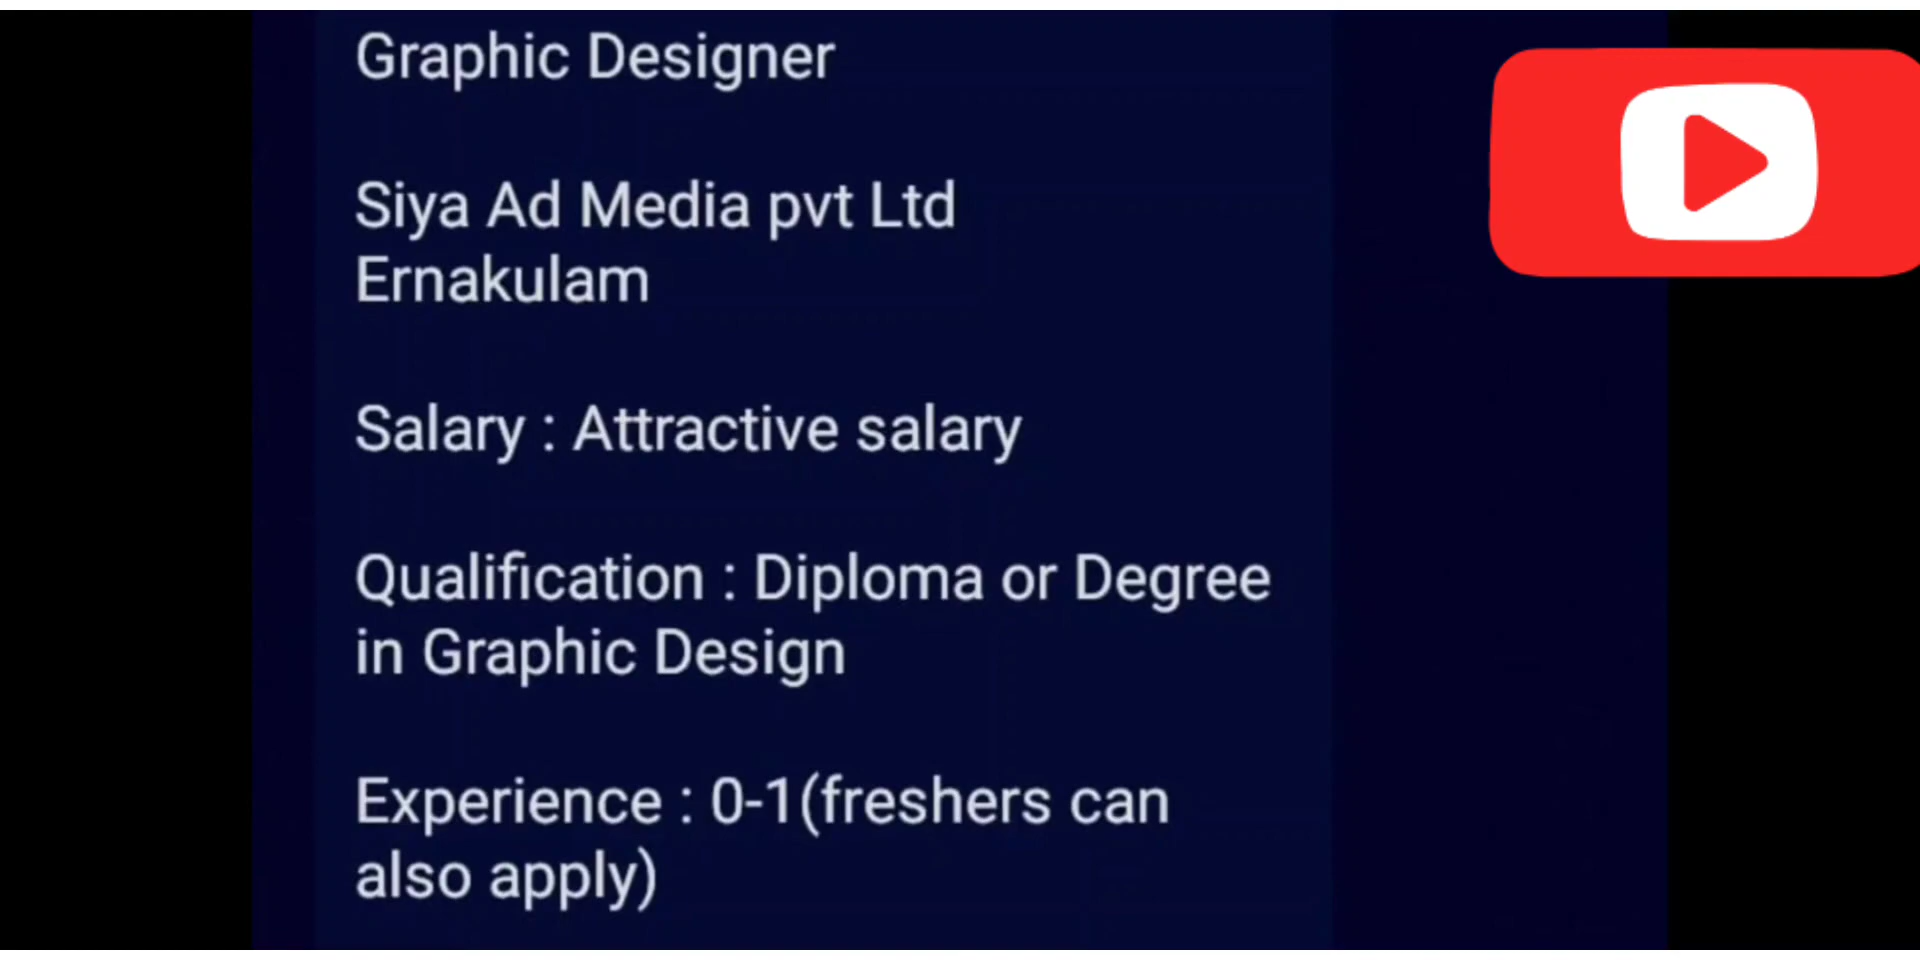 Graphic Designer
Siya Ad Media pvt Ltd
Ernakulam
Salary : Attractive salary
Qualification : Diploma or Degree
in Graphic Design
Experience : 0-1(freshers can
also apply)